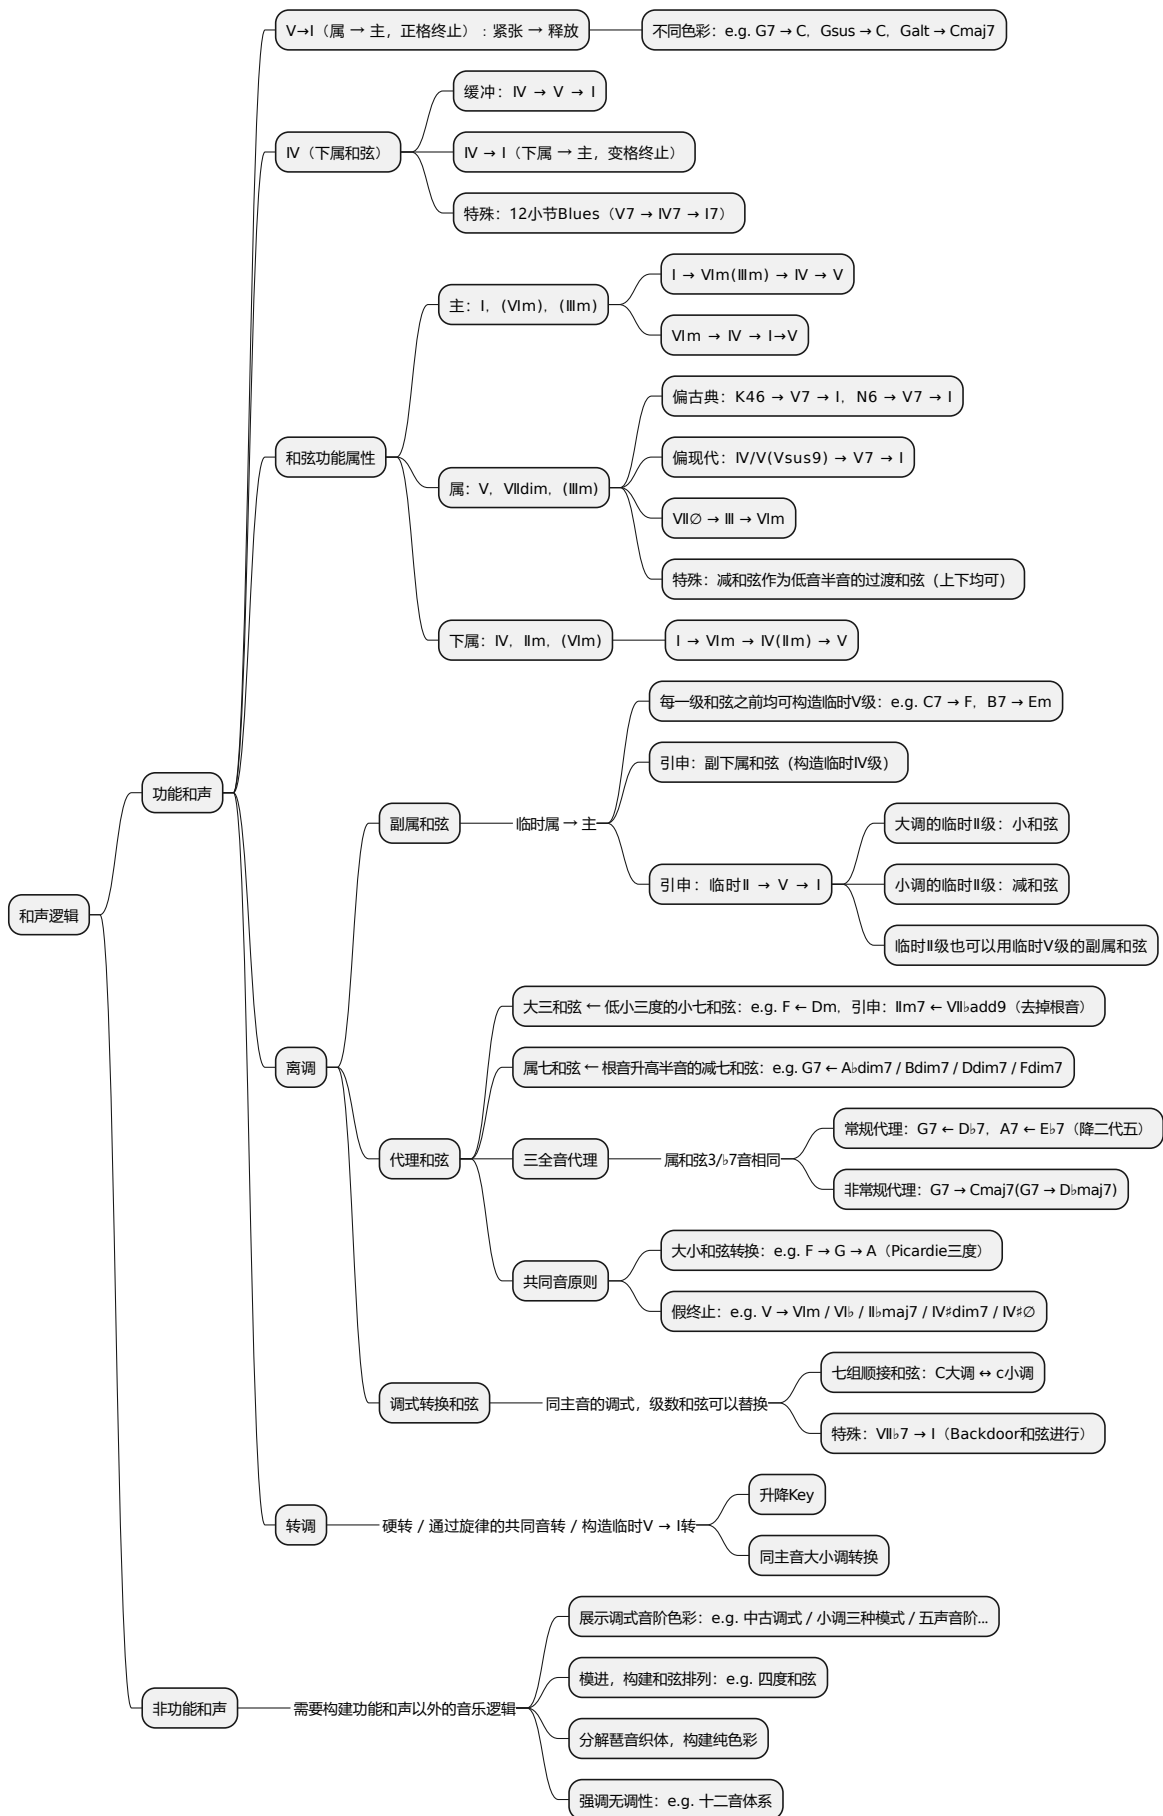 V→Ⅰ（属 → 主，正格终止）：紧张 → 释放
不同色彩：e.g. G7 → C，Gsus → C，Galt → Cmaj7
缓冲：Ⅳ → Ⅴ → Ⅰ
Ⅳ（下属和弦）
Ⅳ → Ⅰ（下属 → 主，变格终止）
特殊：12小节Blues（Ⅴ7 → Ⅳ7 → Ⅰ7）
Ⅰ → Ⅵm(Ⅲm) → Ⅳ → Ⅴ
主：Ⅰ，(Ⅵm)，(Ⅲm)
Ⅵm → Ⅳ → Ⅰ→Ⅴ
偏古典：K46 → V7 → Ⅰ，N6 → V7 → Ⅰ
和弦功能属性
偏现代：Ⅳ/Ⅴ(Ⅴsus9) → Ⅴ7 → Ⅰ
属：Ⅴ，Ⅶdim，(Ⅲm)
Ⅶ∅ → Ⅲ → Ⅵm
特殊：减和弦作为低音半音的过渡和弦（上下均可）
下属：Ⅳ，Ⅱm，(Ⅵm)
Ⅰ → Ⅵm → Ⅳ(Ⅱm) → Ⅴ
每一级和弦之前均可构造临时Ⅴ级：e.g. C7 → F，B7 → Em
引申：副下属和弦（构造临时Ⅳ级）
功能和声
副属和弦
临时属 → 主
大调的临时Ⅱ级：小和弦
引申：临时Ⅱ → Ⅴ → Ⅰ
小调的临时Ⅱ级：减和弦
和声逻辑
临时Ⅱ级也可以用临时Ⅴ级的副属和弦
大三和弦 ← 低小三度的小七和弦：e.g. F ← Dm，引申：Ⅱm7 ← Ⅶ♭add9（去掉根音）
离调
属七和弦 ← 根音升高半音的减七和弦：e.g. G7 ← A♭dim7 / Bdim7 / Ddim7 / Fdim7
常规代理：G7 ← D♭7，A7 ← E♭7（降二代五）
代理和弦
三全音代理
属和弦3/♭7音相同
非常规代理：G7 → Cmaj7(G7 → D♭maj7)
大小和弦转换：e.g. F → G → A（Picardie三度）
共同音原则
假终止：e.g. Ⅴ → Ⅵm / Ⅵ♭ / Ⅱ♭maj7 / Ⅳ♯dim7 / Ⅳ♯∅
七组顺接和弦：C大调 ↔ c小调
调式转换和弦
同主音的调式，级数和弦可以替换
特殊：Ⅶ♭7 → Ⅰ（Backdoor和弦进行）
升降Key
转调
硬转 / 通过旋律的共同音转 / 构造临时Ⅴ → Ⅰ转
同主音大小调转换
展示调式音阶色彩：e.g. 中古调式 / 小调三种模式 / 五声音阶...
模进，构建和弦排列：e.g. 四度和弦
非功能和声
需要构建功能和声以外的音乐逻辑
分解琶音织体，构建纯色彩
强调无调性：e.g. 十二音体系